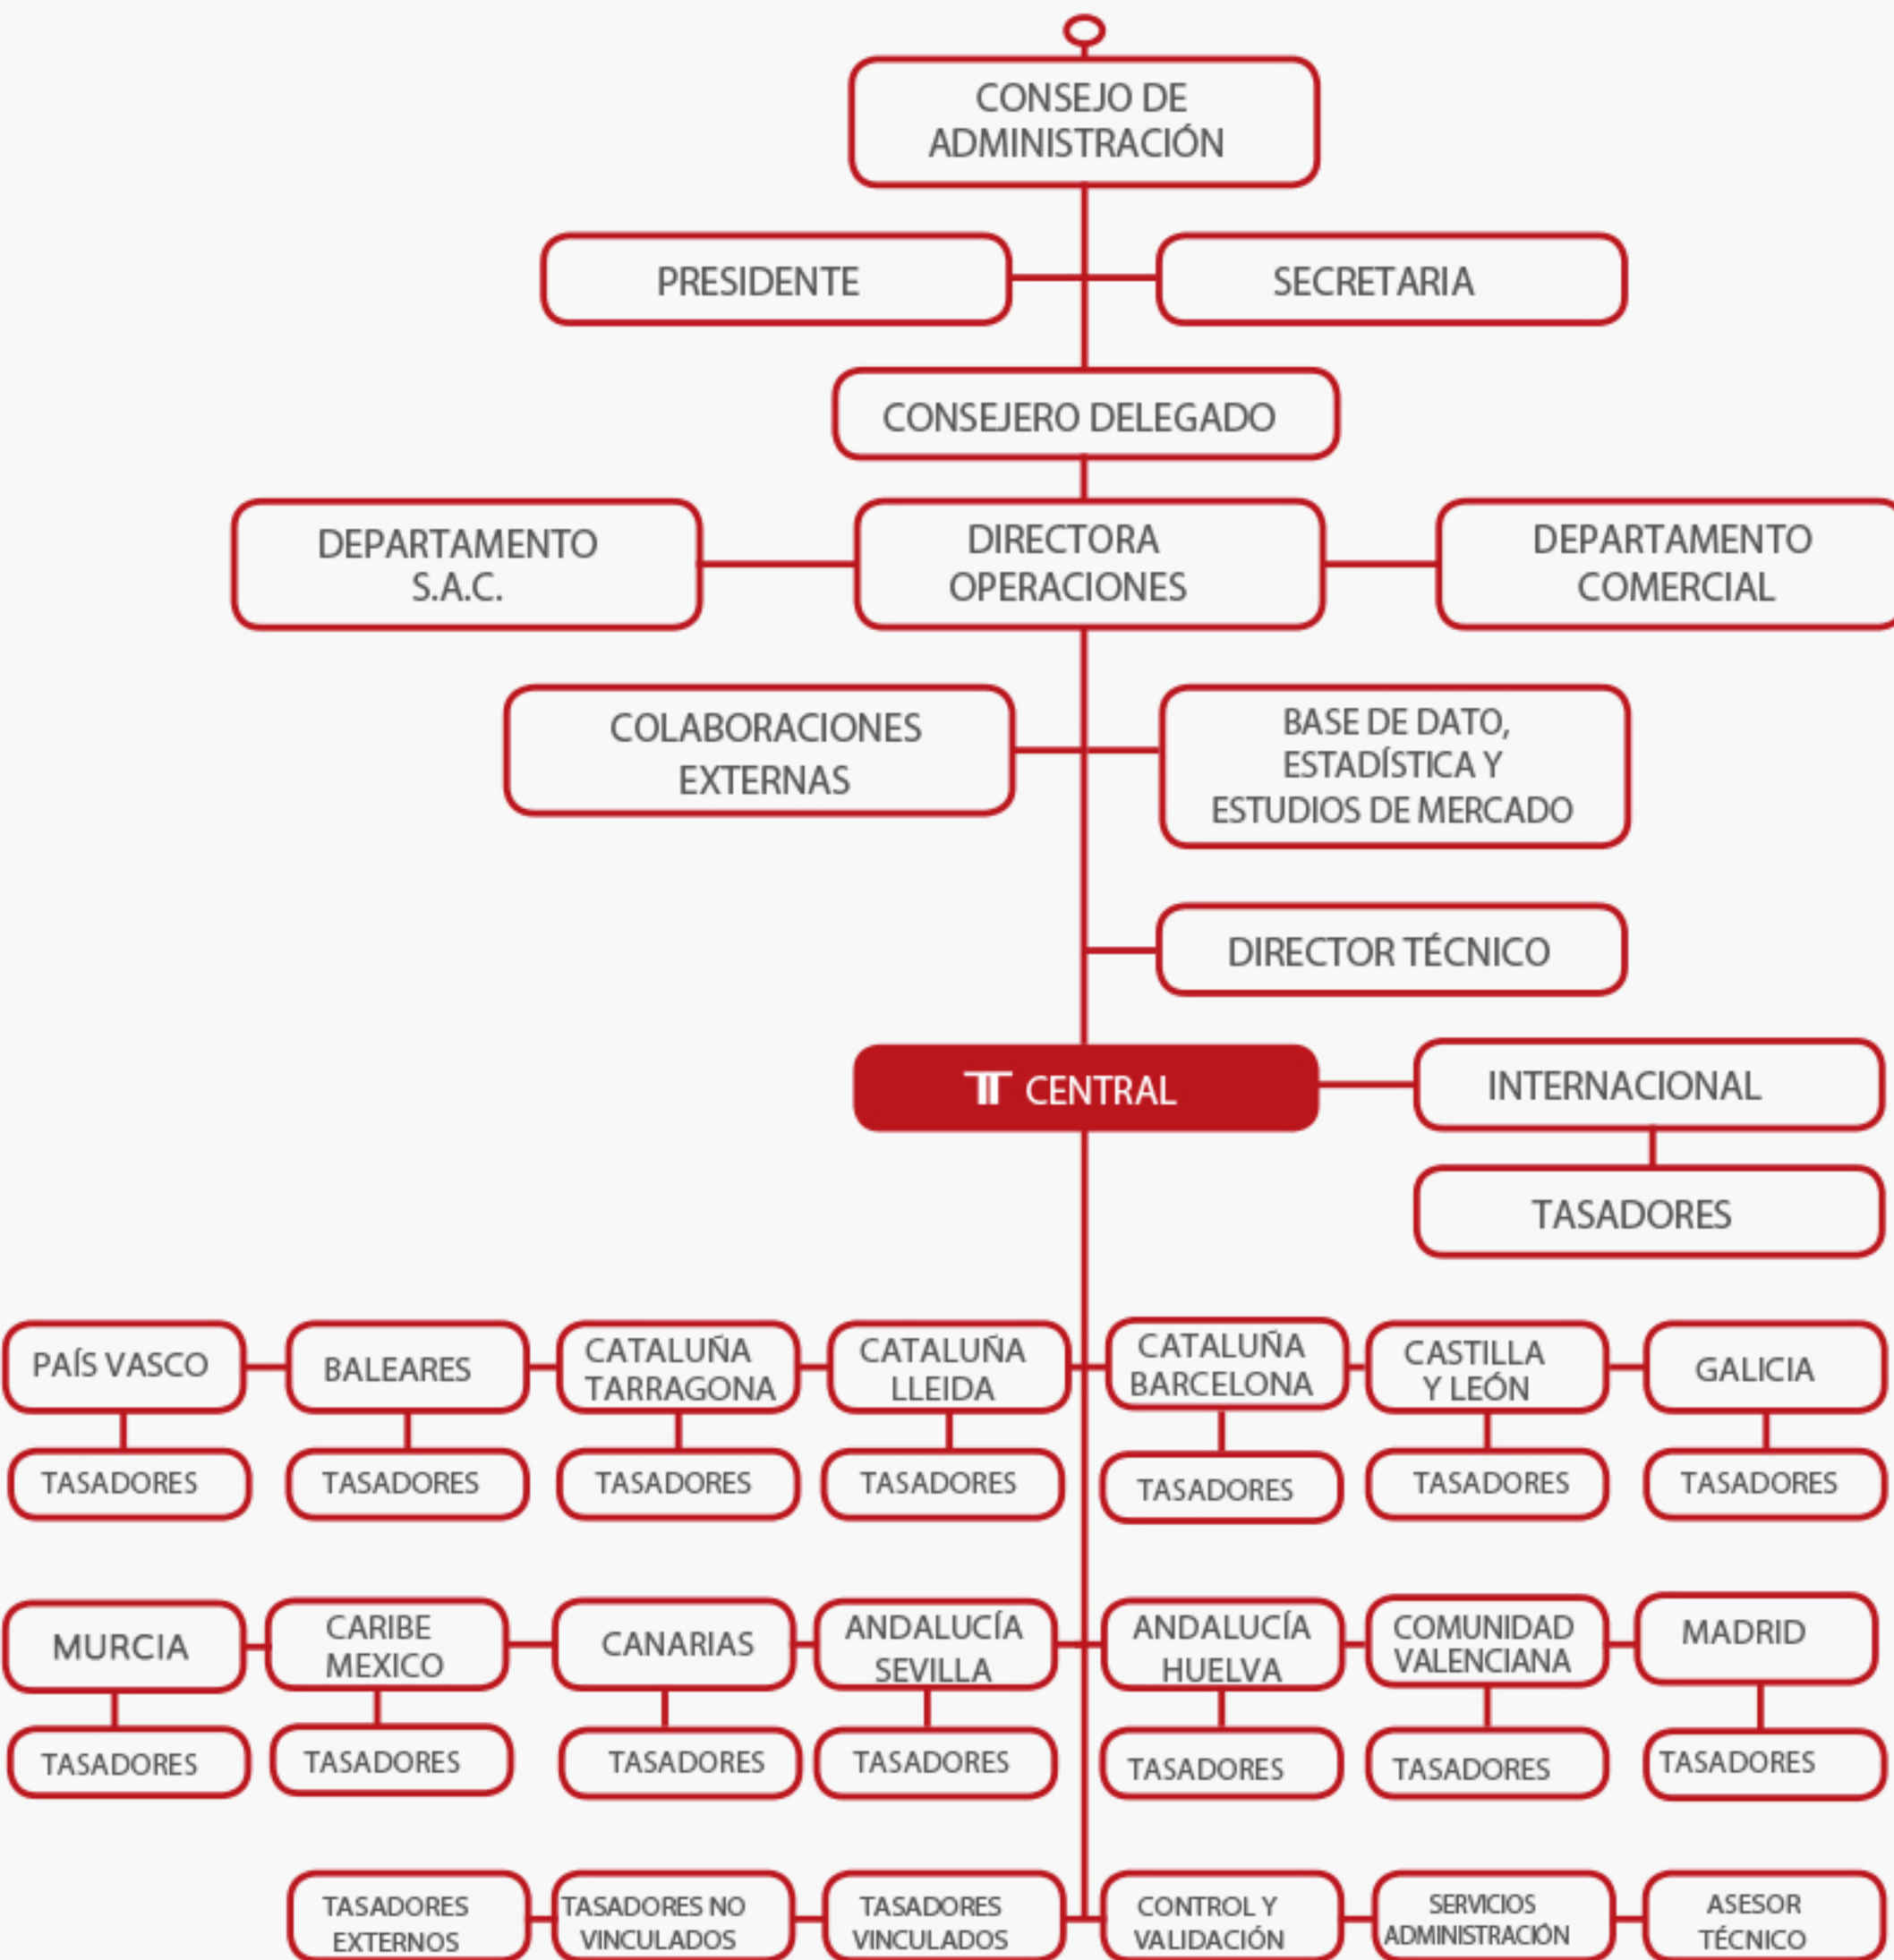 CONSEJO DE
ADMINISTRACIÓN
PRESIDENTE
SECRETARIA
CONSEJERO DELEGADO
DEPARTAMENTO
S.A.C.
DIRECTORA
OPERACIONES
DEPARTAMENTO
COMERCIAL
COLABORACIONES
EXTERNAS
BASE DE DATO,
ESTADÍSTICA Y
ESTUDIOS DE MERCADO
DIRECTOR TÉCNICO
TT CENTRAL
INTERNACIONAL
TASADORES
PAÍS VASCO
BALEARES
CATALUÑA
TARRAGONA
CATALUÑA
LLEIDA
CATALUÑA
BARCELONA
CASTILLA
Y LEÓN
GALICIA
TASADORES
TASADORES
TASADORES
TASADORES
TASADORES
TASADORES
TASADORES
MURCIA
CARIBE
MEXICO
CANARIAS
ANDALUCÍA
SEVILLA
ANDALUCÍA
HUELVA
COMUNIDAD
VALENCIANA
MADRID
TASADORES
TASADORES
TASADORES
TASADORES
TASADORES
TASADORES
TASADORES
TASADORES
EXTERNOS
TASADORES NO
VINCULADOS
TASADORES
VINCULADOS
CONTROL Y
VALIDACIÓN
SERVICIOS
ADMINISTRACIÓN
ASESOR
TÉCNICO